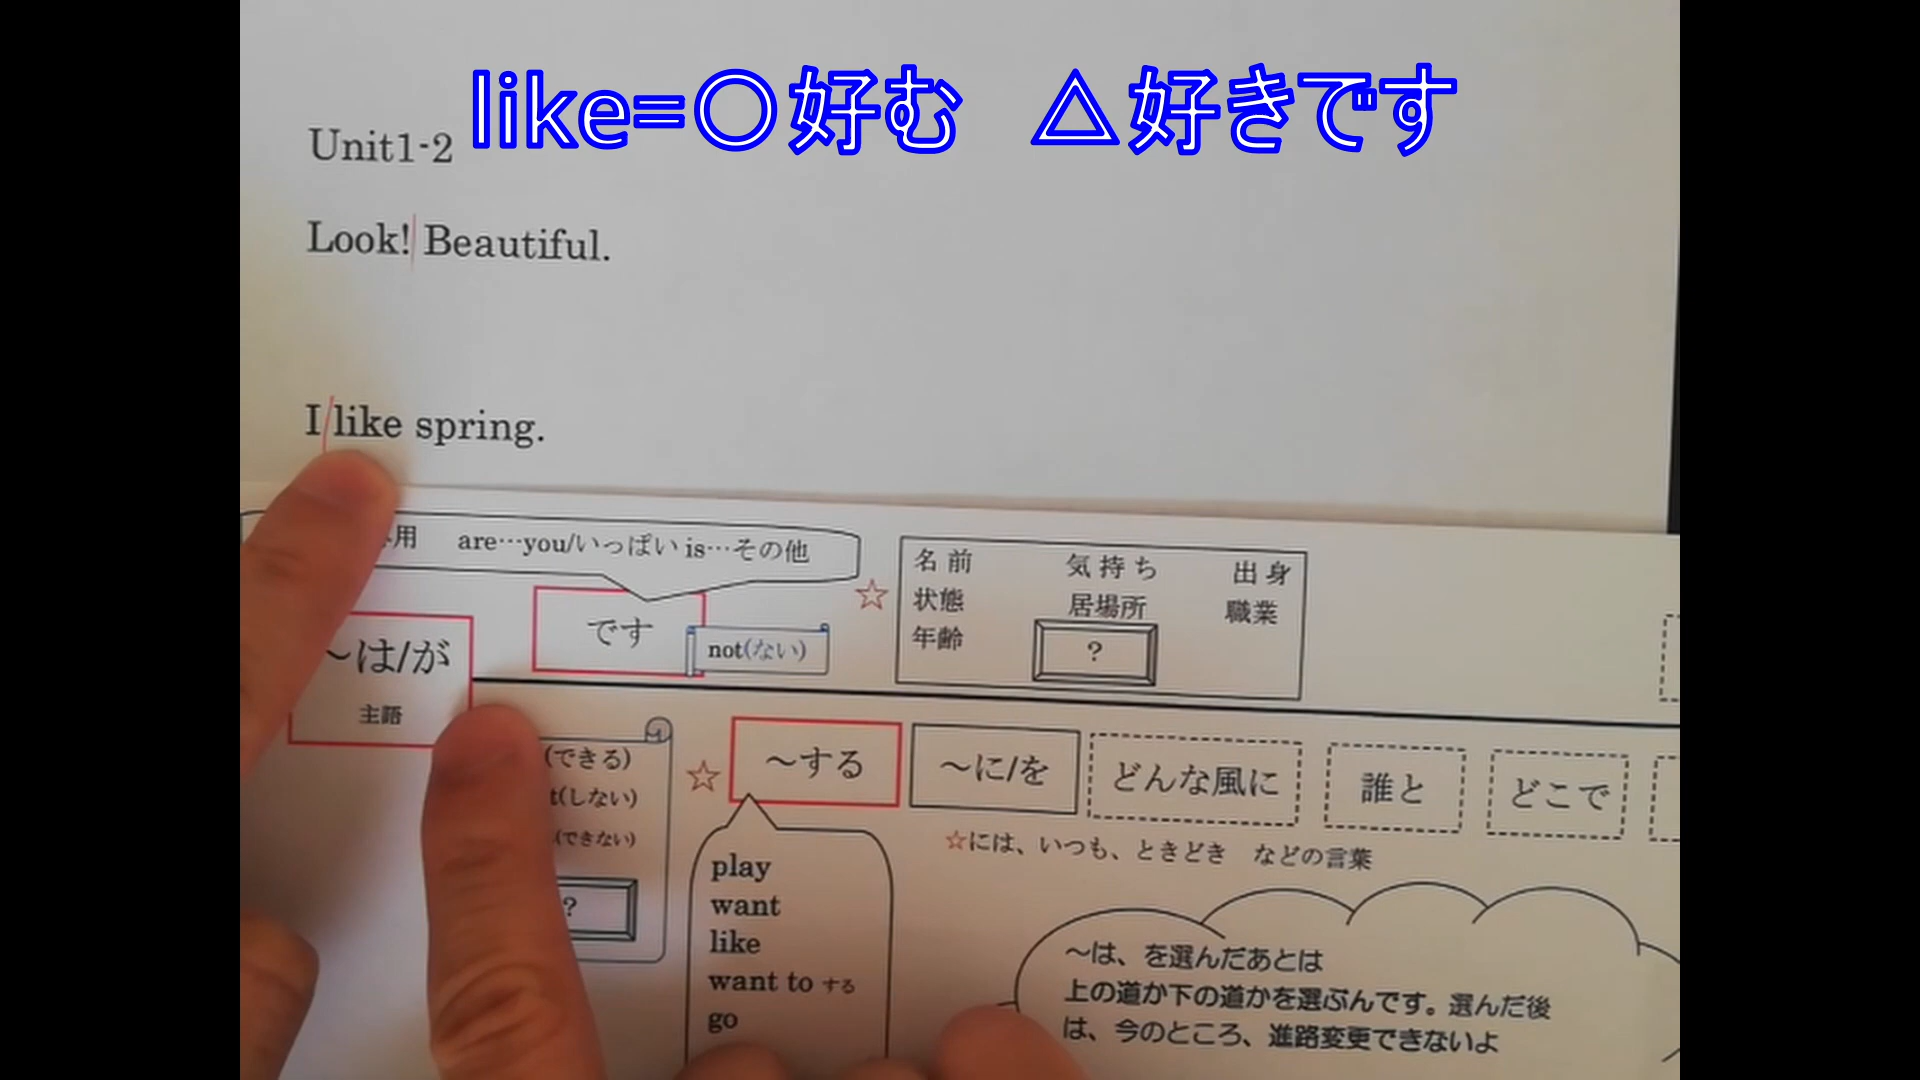 like=○好む △好きです
Unit1-2
Look! Beautiful.
I like spring.
用 are…you/いっぱい is…その他
名前 気持ち 出身
状態 居場所 職業
年齢 ?
です
not(ない)
～は/が
主語
(できる)
(しない)
(できない)
?
☆ ～する ～に/を どんな風に 誰と どこで
☆には、いつも、ときどき などの言葉
play
want
like
want to する
go
～は、を選んだあとは
上の道か下の道かを選ぶんです。選んだ後
は、今のところ、進路変更できないよ